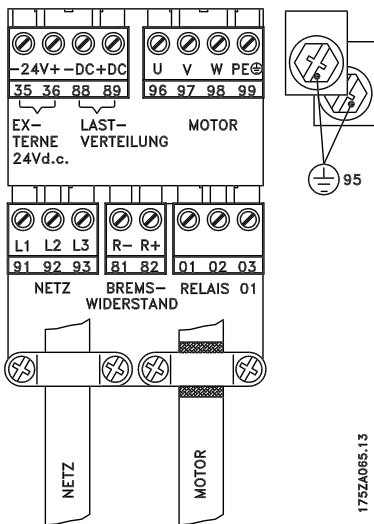 -24V+ -DC+DC
U V W PE
35 36 88 89
96 97 98 99
EX-
TERNE
24Vd.c.
LAST-
VERTEILUNG
MOTOR
95
L1 L2 L3
R- R+
91 92 93
81 82
01 02 03
NETZ
BREMS-
WIDERSTAND
RELAIS 01
NETZ
MOTOR
175ZA065.13